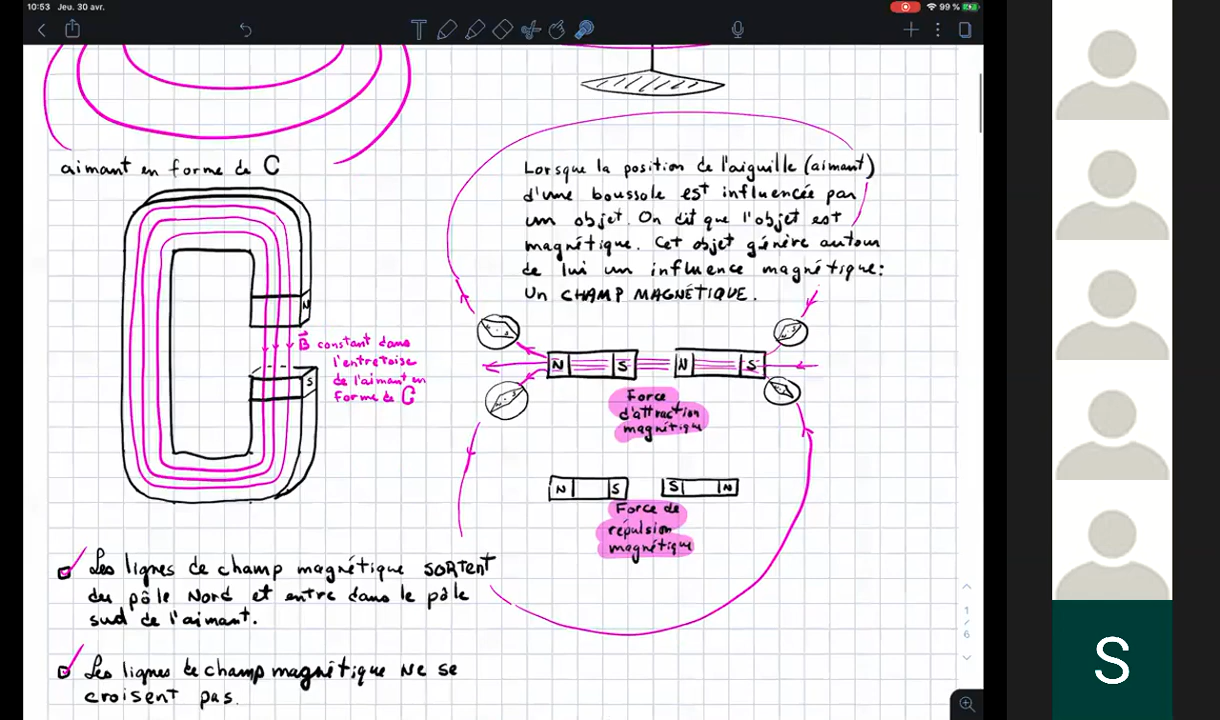 10:53 Jeu. 30 avr.
99 %
T
aimant en forme de C
N
B constant dans
l'entretoise
de l'aimant en
forme de C
S
Lorsque la position de l'aiguille (aimant)
d'une boussole est influencée par
un objet. On dit que l'objet est
magnétique. Cet objet génère autour
de lui un influence magnétique:
un CHAMP MAGNÉTIQUE.
N S N S
Force
d'attraction
magnétique
N S S N
Force de
répulsion
magnétique
Les lignes de champ magnétique SORTENT
du pôle Nord et entre dans le pôle
sud de l'aimant.
Les lignes de champ magnétique Ne se
croisent pas.
1
/
6
S